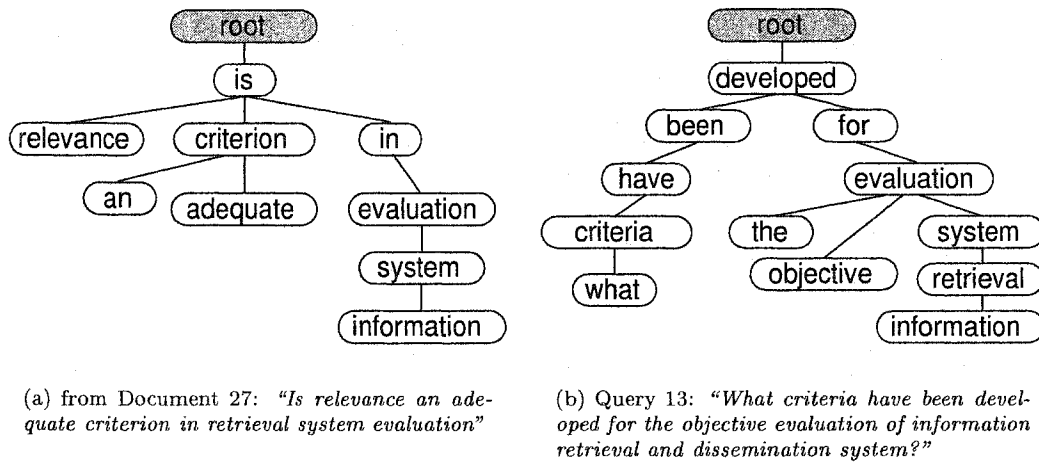 root
is
relevance criterion in
an adequate evaluation
system
information
root
developed
been for
have evaluation
criteria the system
objective retrieval
what information
(a) from Document 27: "Is relevance an ade-
quate criterion in retrieval system evaluation"
(b) Query 13: "What criteria have been devel-
oped for the objective evaluation of information
retrieval and dissemination system?"